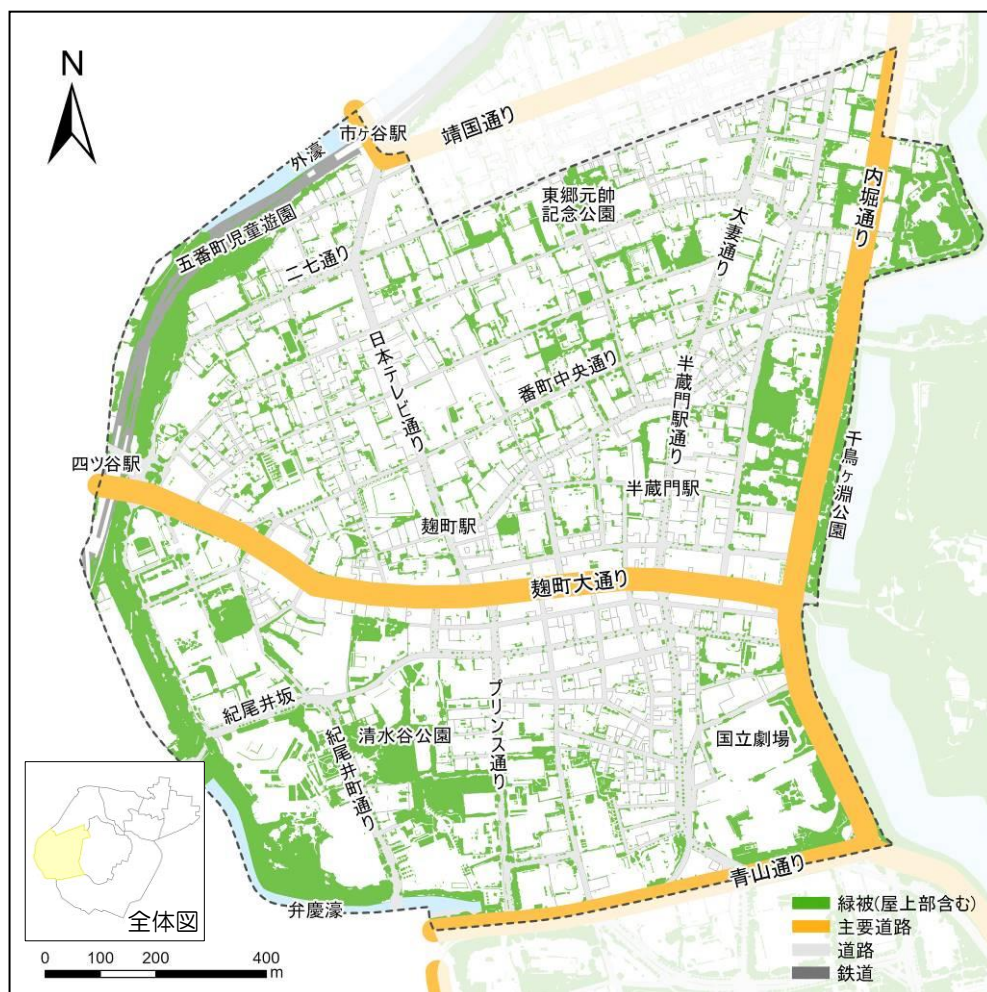 N
市ヶ谷駅
靖国通り
外濠
五番町児童遊園
二七通り
東郷元帥
記念公園
大妻通り
内堀通り
日本テレビ通り
番町中央通り
半蔵門駅通り
千鳥ヶ淵公園
四ツ谷駅
半蔵門駅
麹町駅
麹町大通り
紀尾井坂
清水谷公園
紀尾井町通り
プリンス通り
国立劇場
青山通り
弁慶濠
全体図
0 100 200 400
m
緑被(屋上部含む)
主要道路
道路
鉄道